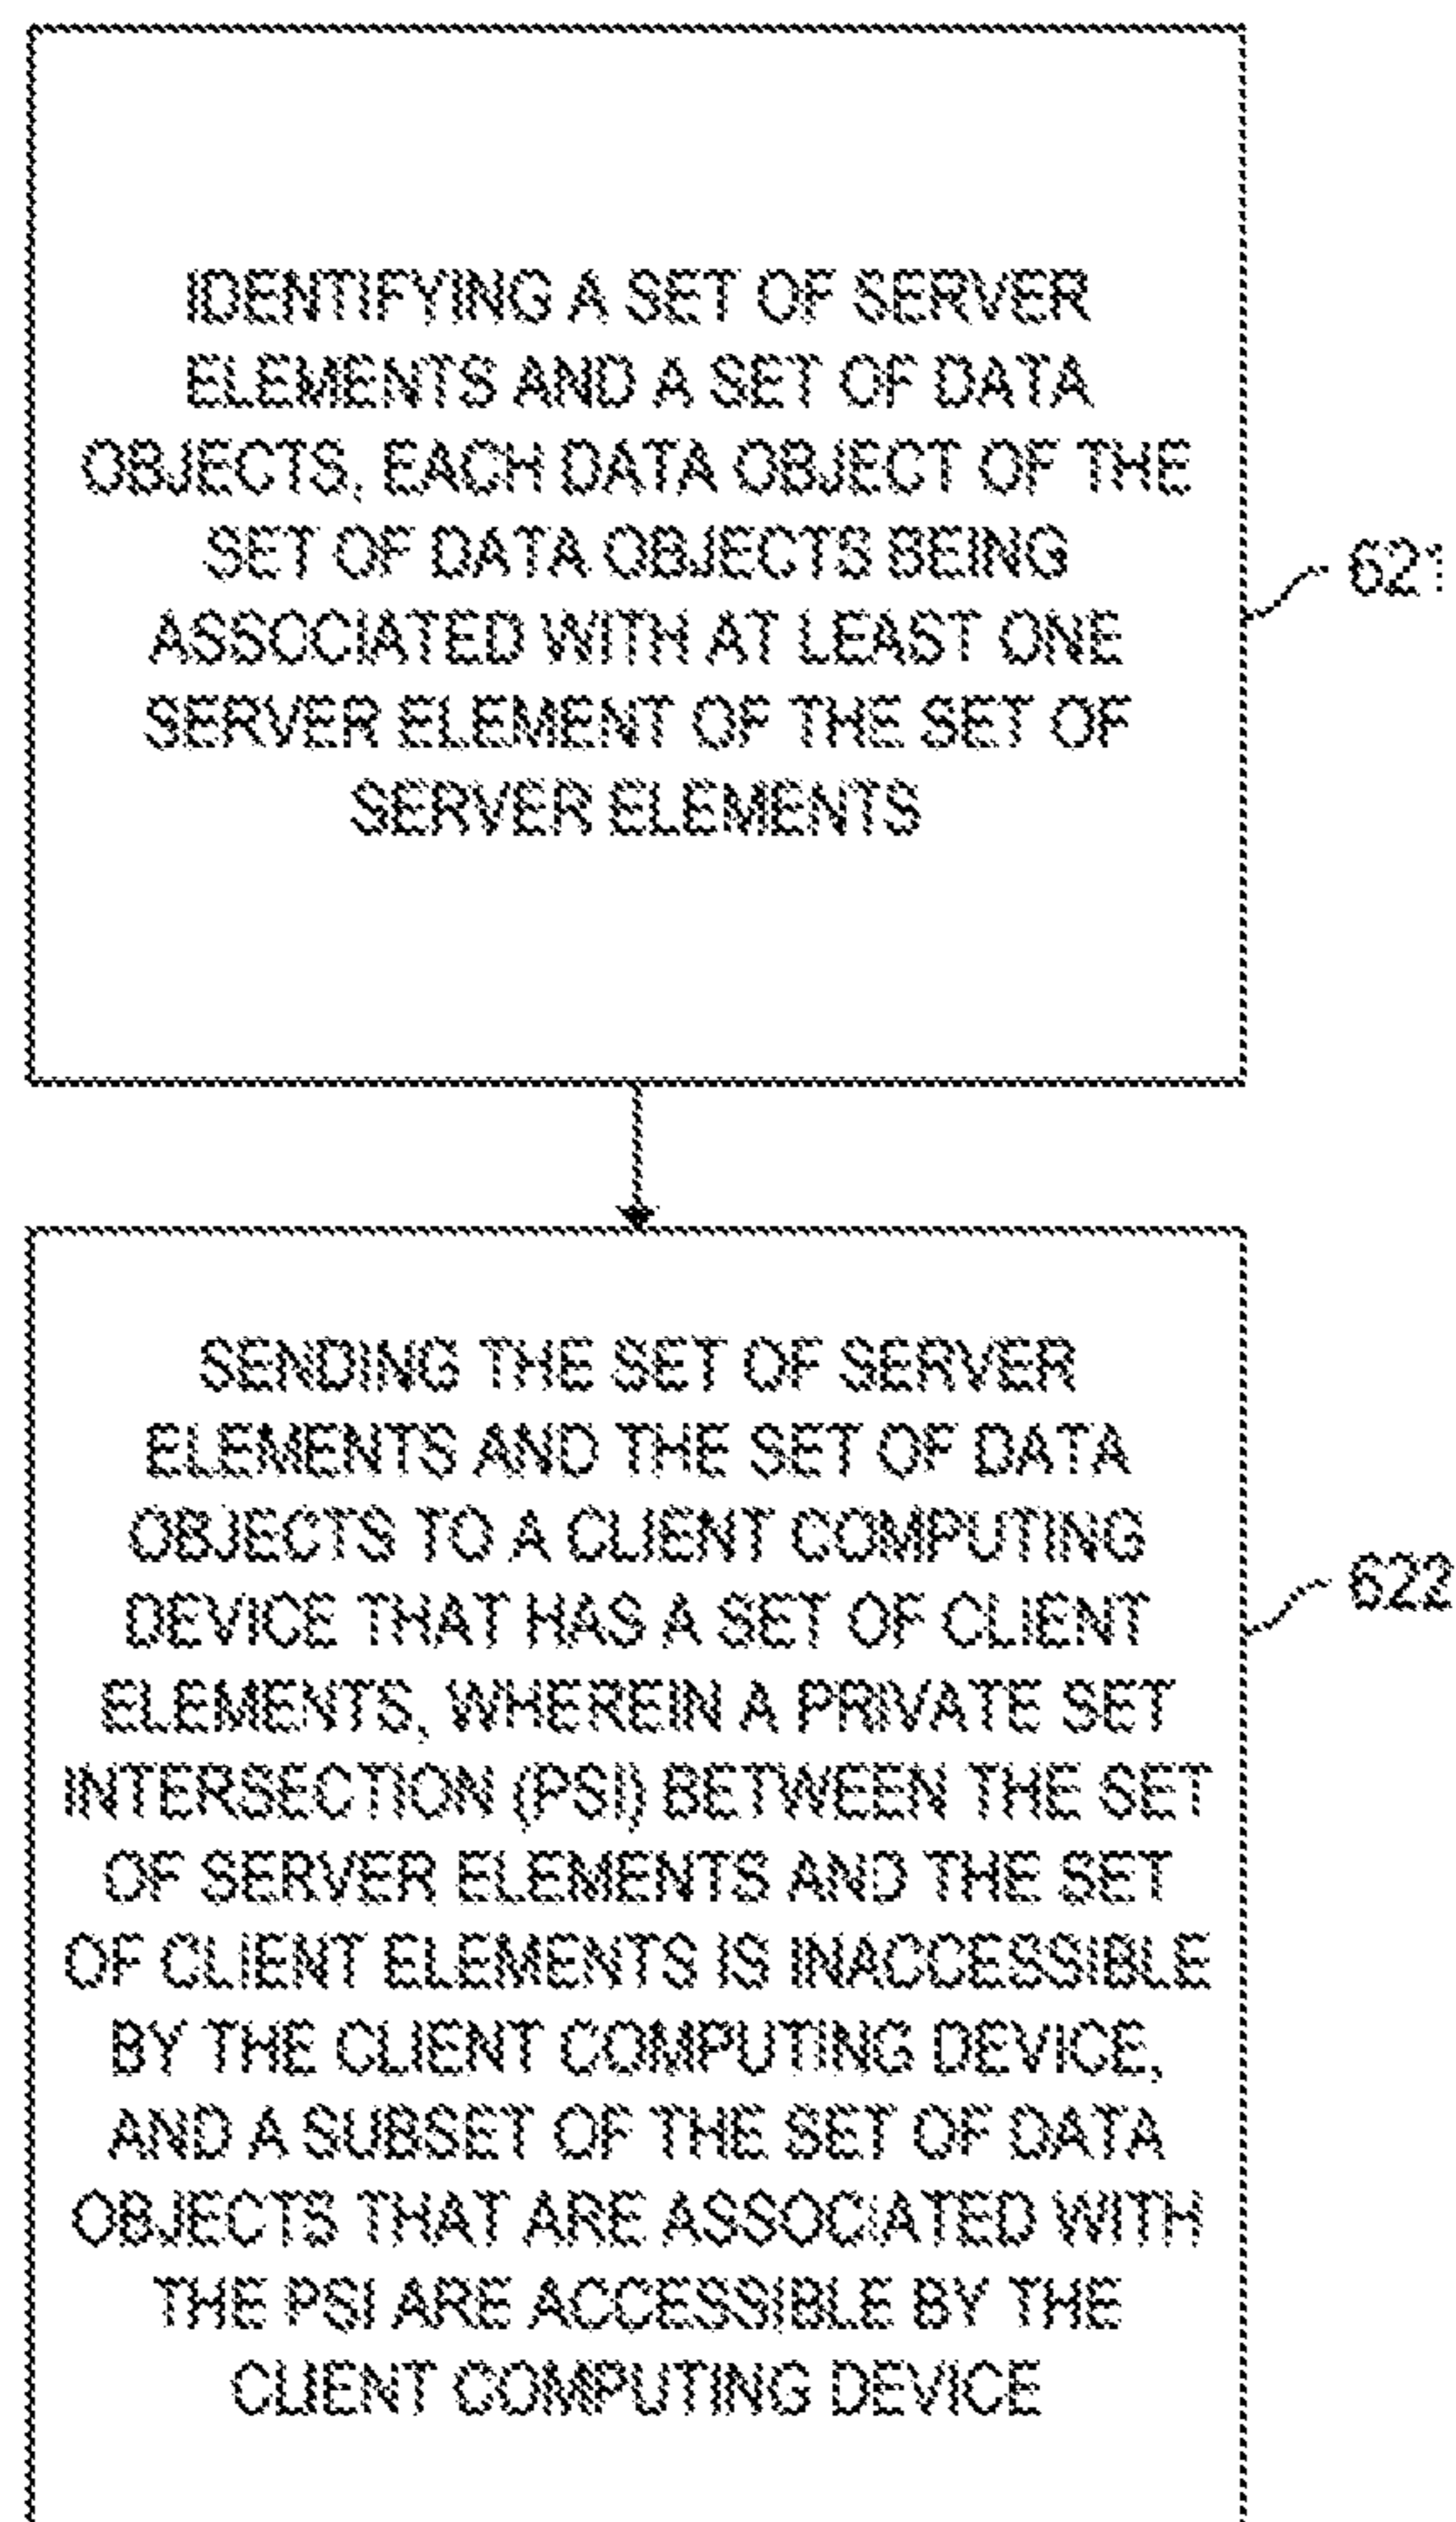 IDENTIFYING A SET OF SERVER
ELEMENTS AND A SET OF DATA
OBJECTS, EACH DATA OBJECT OF THE
SET OF DATA OBJECTS BEING
ASSOCIATED WITH AT LEAST ONE
SERVER ELEMENT OF THE SET OF
SERVER ELEMENTS
621
SENDING THE SET OF SERVER
ELEMENTS AND THE SET OF DATA
OBJECTS TO A CLIENT COMPUTING
DEVICE THAT HAS A SET OF CLIENT
ELEMENTS, WHEREIN A PRIVATE SET
INTERSECTION (PSI) BETWEEN THE SET
OF SERVER ELEMENTS AND THE SET
OF CLIENT ELEMENTS IS INACCESSIBLE
BY THE CLIENT COMPUTING DEVICE,
AND A SUBSET OF THE SET OF DATA
OBJECTS THAT ARE ASSOCIATED WITH
THE PSI ARE ACCESSIBLE BY THE
CLIENT COMPUTING DEVICE
622